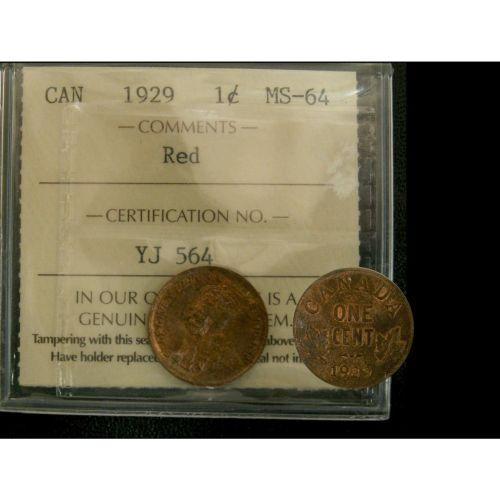 CAN 1929 1¢ MS-64
COMMENTS
Red
CERTIFICATION NO.
YJ 564
IN OUR IS A
GENUIN EM.
Tampering with this sea above
Have holder replace al not in
CANADA
ONE
CENT